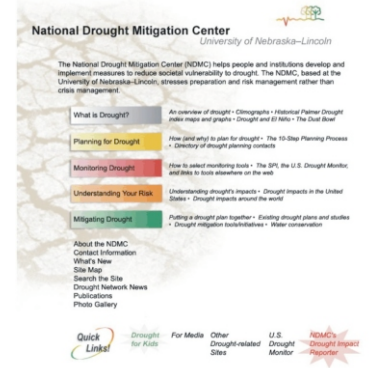 National Drought Mitigation Center
University of Nebraska–Lincoln
The National Drought Mitigation Center (NDMC) helps people and institutions develop and
implement measures to reduce societal vulnerability to drought. The NDMC, based at the
University of Nebraska–Lincoln, stresses preparation and risk management rather than
crisis management.
What is Drought?
An overview of drought • Climographs • Historical Palmer Drought
Index maps and graphs • Drought and El Niño • The Dust Bowl
Planning for Drought
How (and why) to plan for drought • The 10-Step Planning Process
• Directory of drought planning contacts
Monitoring Drought
How to select monitoring tools • The SPI, the U.S. Drought Monitor,
and links to tools elsewhere on the web
Understanding Your Risk
Understanding drought's impacts • Drought Impacts in the United
States • Drought impacts around the world
Mitigating Drought
Putting a drought plan together • Existing drought plans and studies
• Drought mitigation tools/initiatives • Water conservation
About the NDMC
Contact Information
What's New
Site Map
Search the Site
Drought Network News
Publications
Photo Gallery
Quick
Links!
Drought
for Kids
For Media
Other
Drought-related
Sites
U.S.
Drought
Monitor
NDMC's
Drought Impact
Reporter